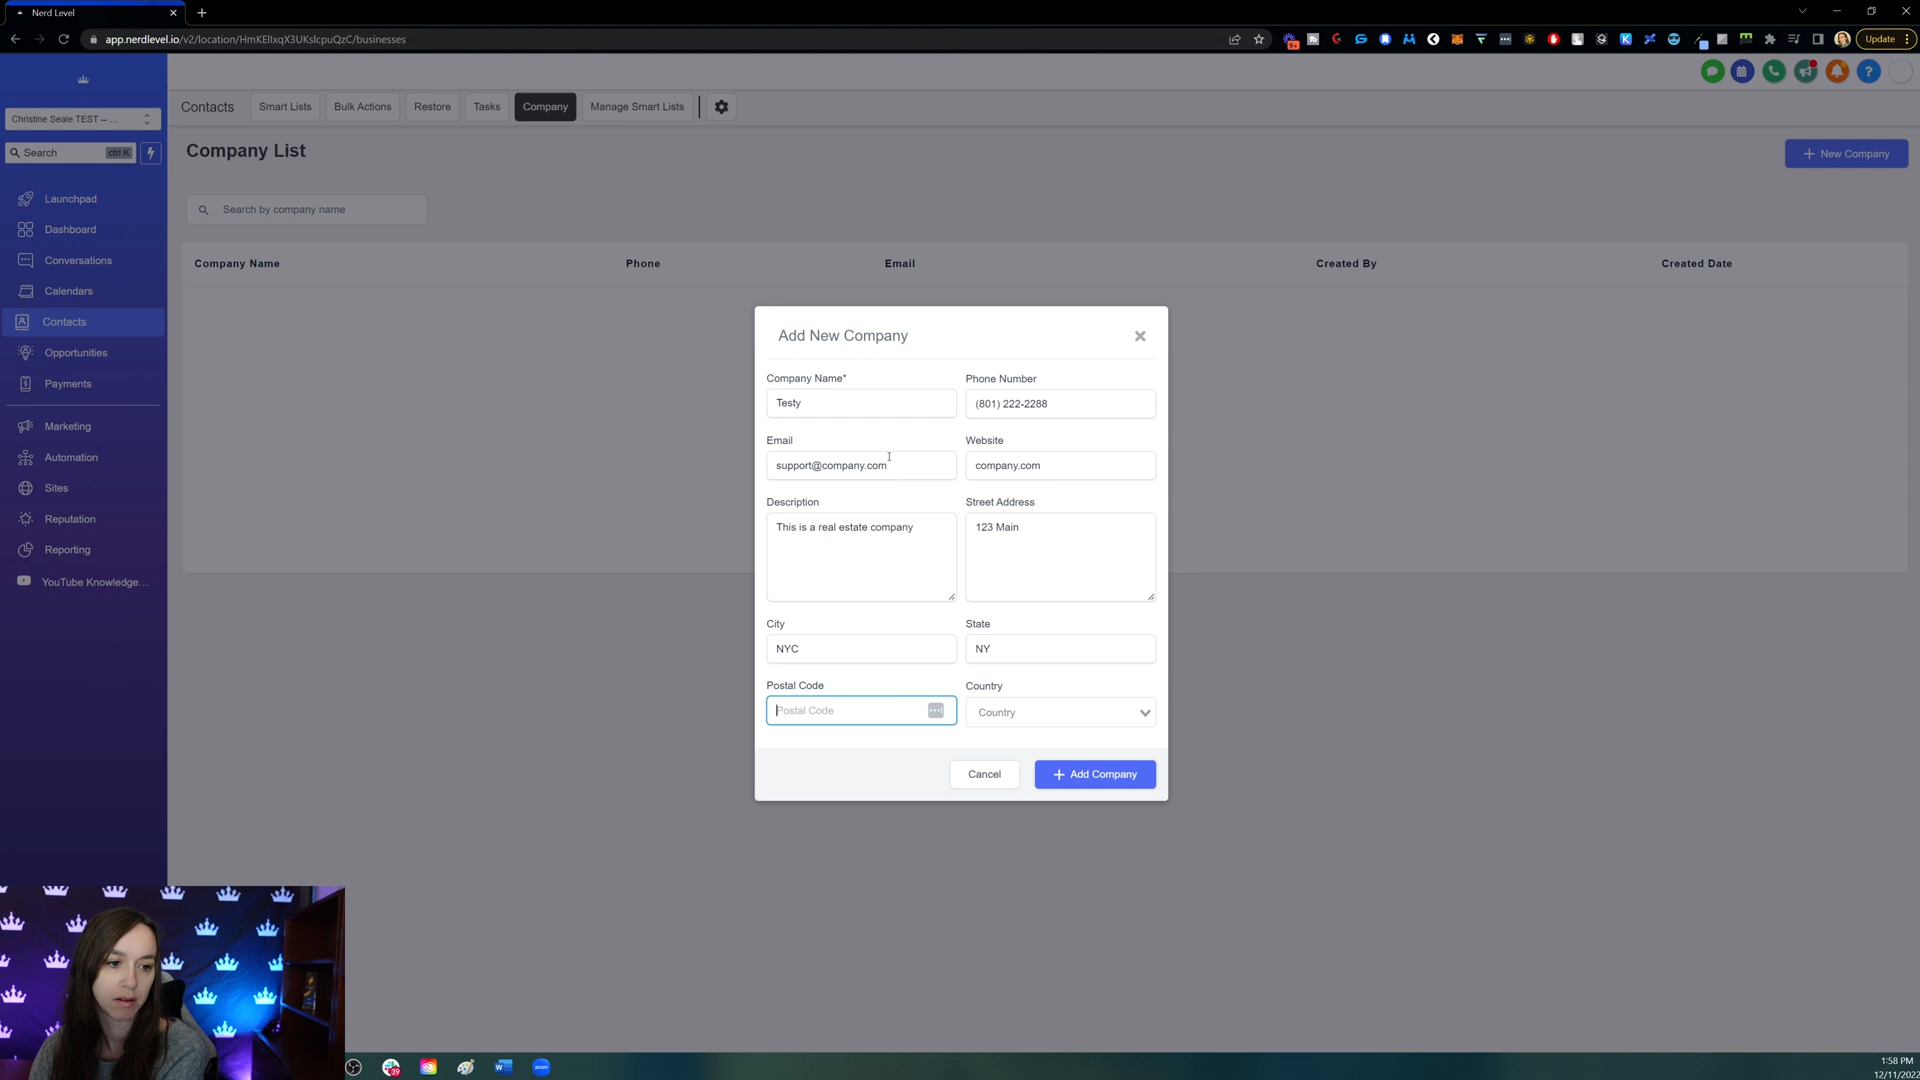 Nerd Level
app.nerdlevel.io/v2/location/HmKEllxqX3UKslcpuQzC/businesses
Update
9+
Christine Seale TEST -- ...
Search
ctrl K
Launchpad
Dashboard
Conversations
Calendars
Contacts
Opportunities
Payments
Marketing
Automation
Sites
Reputation
Reporting
YouTube Knowledge...
Contacts
Smart Lists
Bulk Actions
Restore
Tasks
Company
Manage Smart Lists
Company List
+ New Company
Search by company name
Company Name
Phone
Email
Created By
Created Date
Add New Company
Company Name*
Phone Number
Testy
(801) 222-2288
Email
Website
support@company.com
company.com
Description
Street Address
This is a real estate company
123 Main
City
State
NYC
NY
Postal Code
Country
Postal Code
Country
Cancel
+ Add Company
39
W
zoom
1:58 PM
12/11/2022